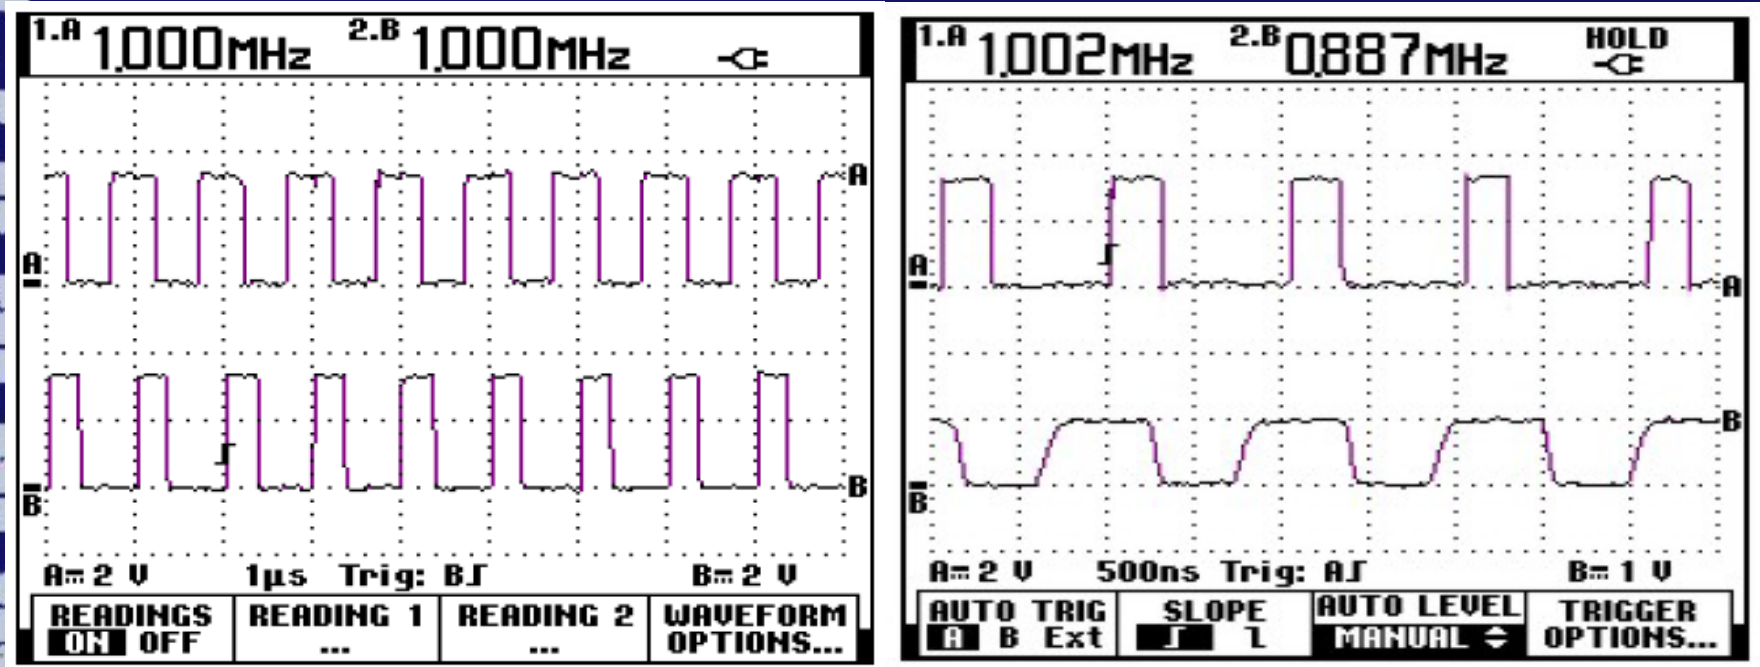 1.A 1.000MHz 2.B 1.000MHz
A
A
B
B
A 2 V 1µs Trig: B B 2 V
READINGS
ON OFF
READING 1
...
READING 2
...
WAVEFORM
OPTIONS...
1.A 1.002MHz 2.B 0.887MHz HOLD
A
A
B
B
A 2 V 500ns Trig: A B 1 V
AUTO TRIG
A B Ext
SLOPE
AUTO LEVEL
MANUAL
TRIGGER
OPTIONS...